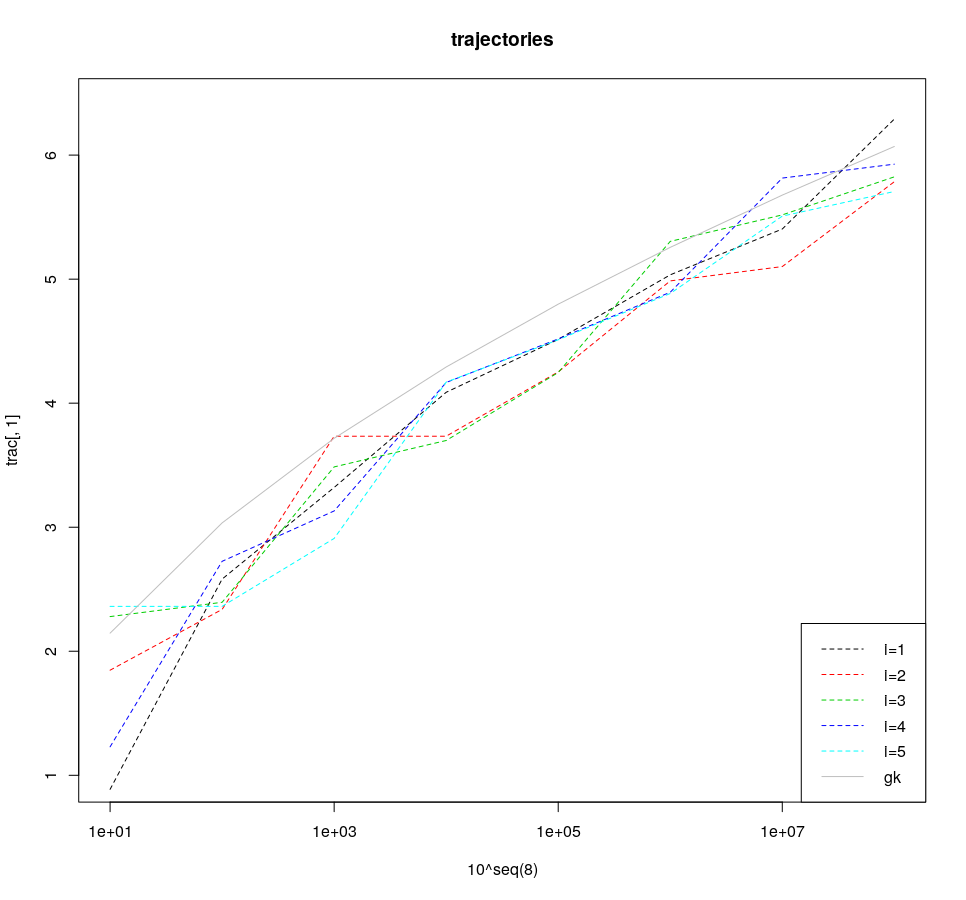 trajectories
trac[, 1]
6
5
4
3
2
1
1e+01
1e+03
1e+05
1e+07
10^seq(8)
l=1
l=2
l=3
l=4
l=5
gk